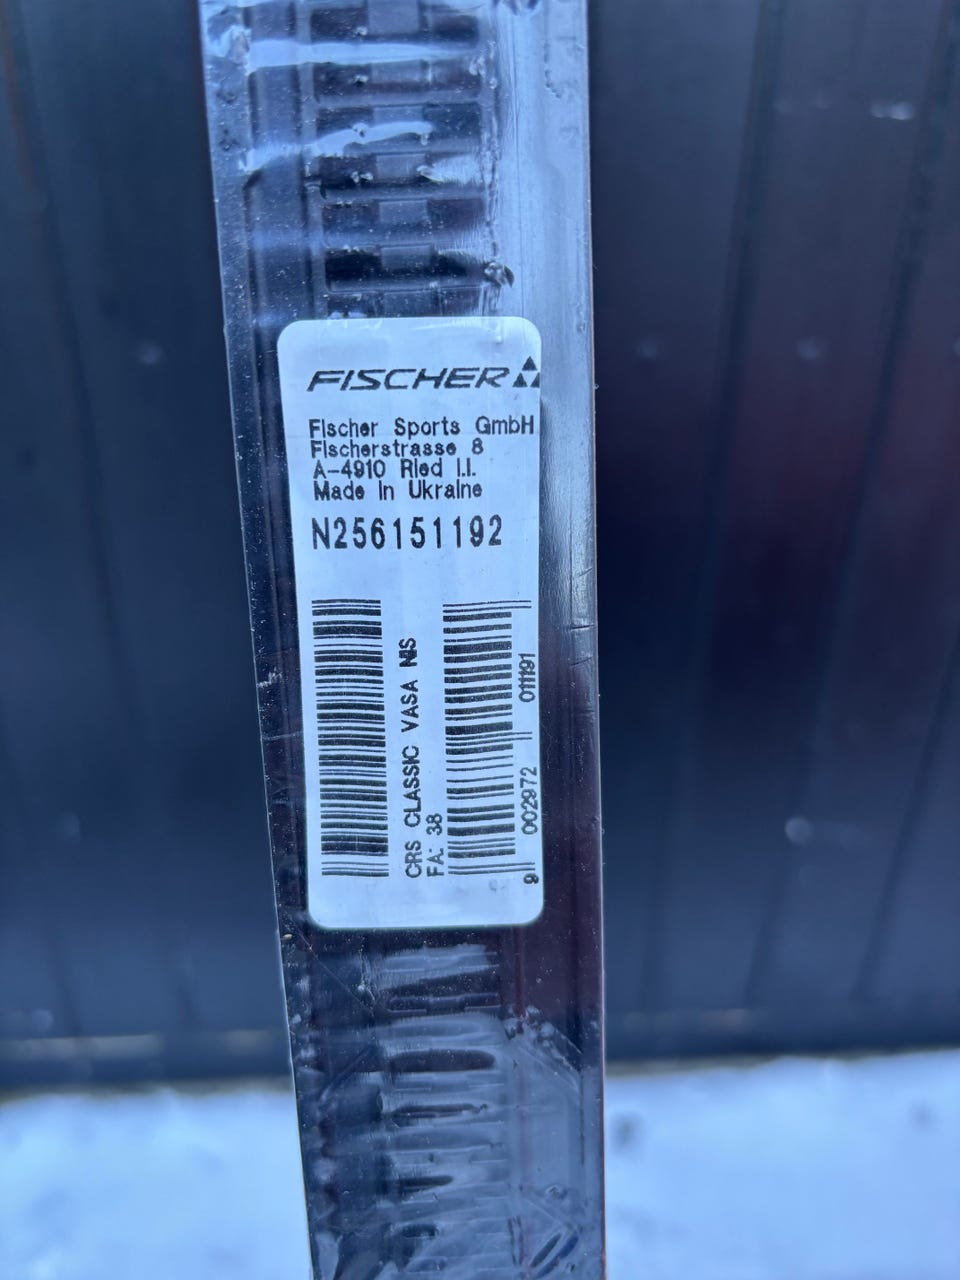 FISCHER
Fischer Sports GmbH
Fischerstrasse 8
A-4910 Ried i.I.
Made in Ukraine
N256151192
CRS CLASSIC VASA NIS
FA: 38
9 002972 011191